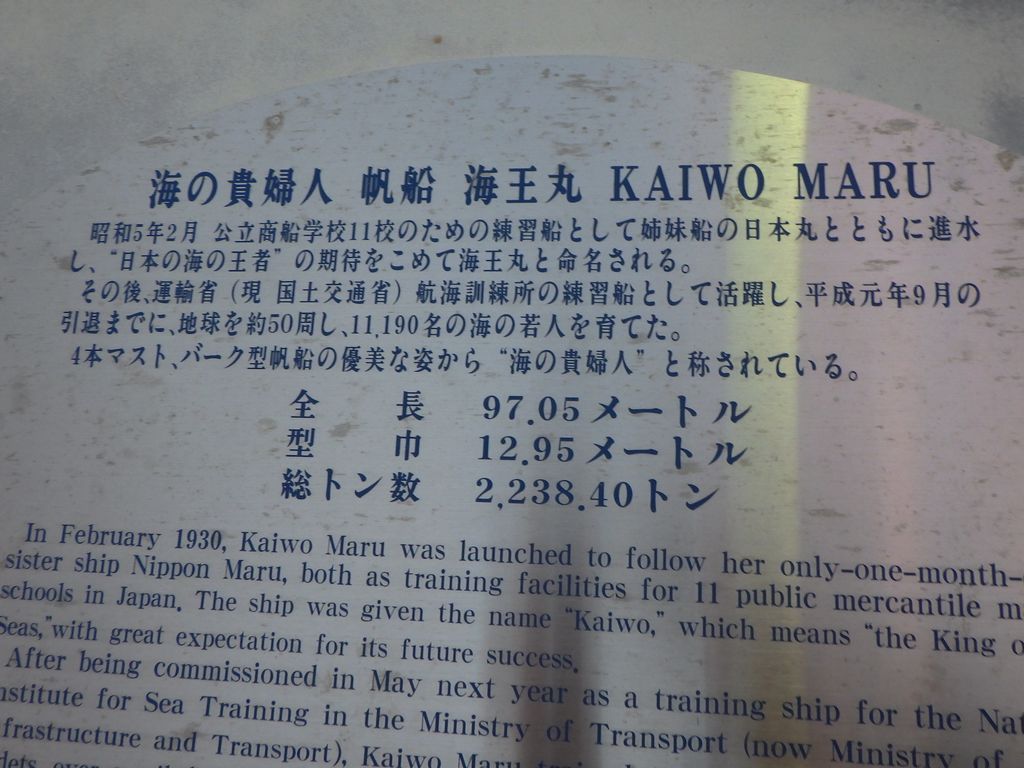 海の貴婦人 帆船 海王丸 KAIWO MARU
昭和5年2月 公立商船学校11校のための練習船として姉妹船の日本丸とともに進水
し、“日本の海の王者”の期待をこめて海王丸と命名される。
その後、運輸省（現 国土交通省）航海訓練所の練習船として活躍し、平成元年9月の
引退までに、地球を約50周し、11,190名の海の若人を育てた。
4本マスト、バーク型帆船の優美な姿から“海の貴婦人”と称されている。
全長 97.05メートル
型巾 12.95メートル
総トン数 2,238.40トン
In February 1930, Kaiwo Maru was launched to follow her only-one-month-
sister ship Nippon Maru, both as training facilities for 11 public mercantile
schools in Japan. The ship was given the name “Kaiwo,” which means “the King
Seas,”with great expectation for its future success.
After being commissioned in May next year as a training ship for the
for Sea Training in the Ministry of Transport (now Ministry of
and Transport), Kaiwo Maru